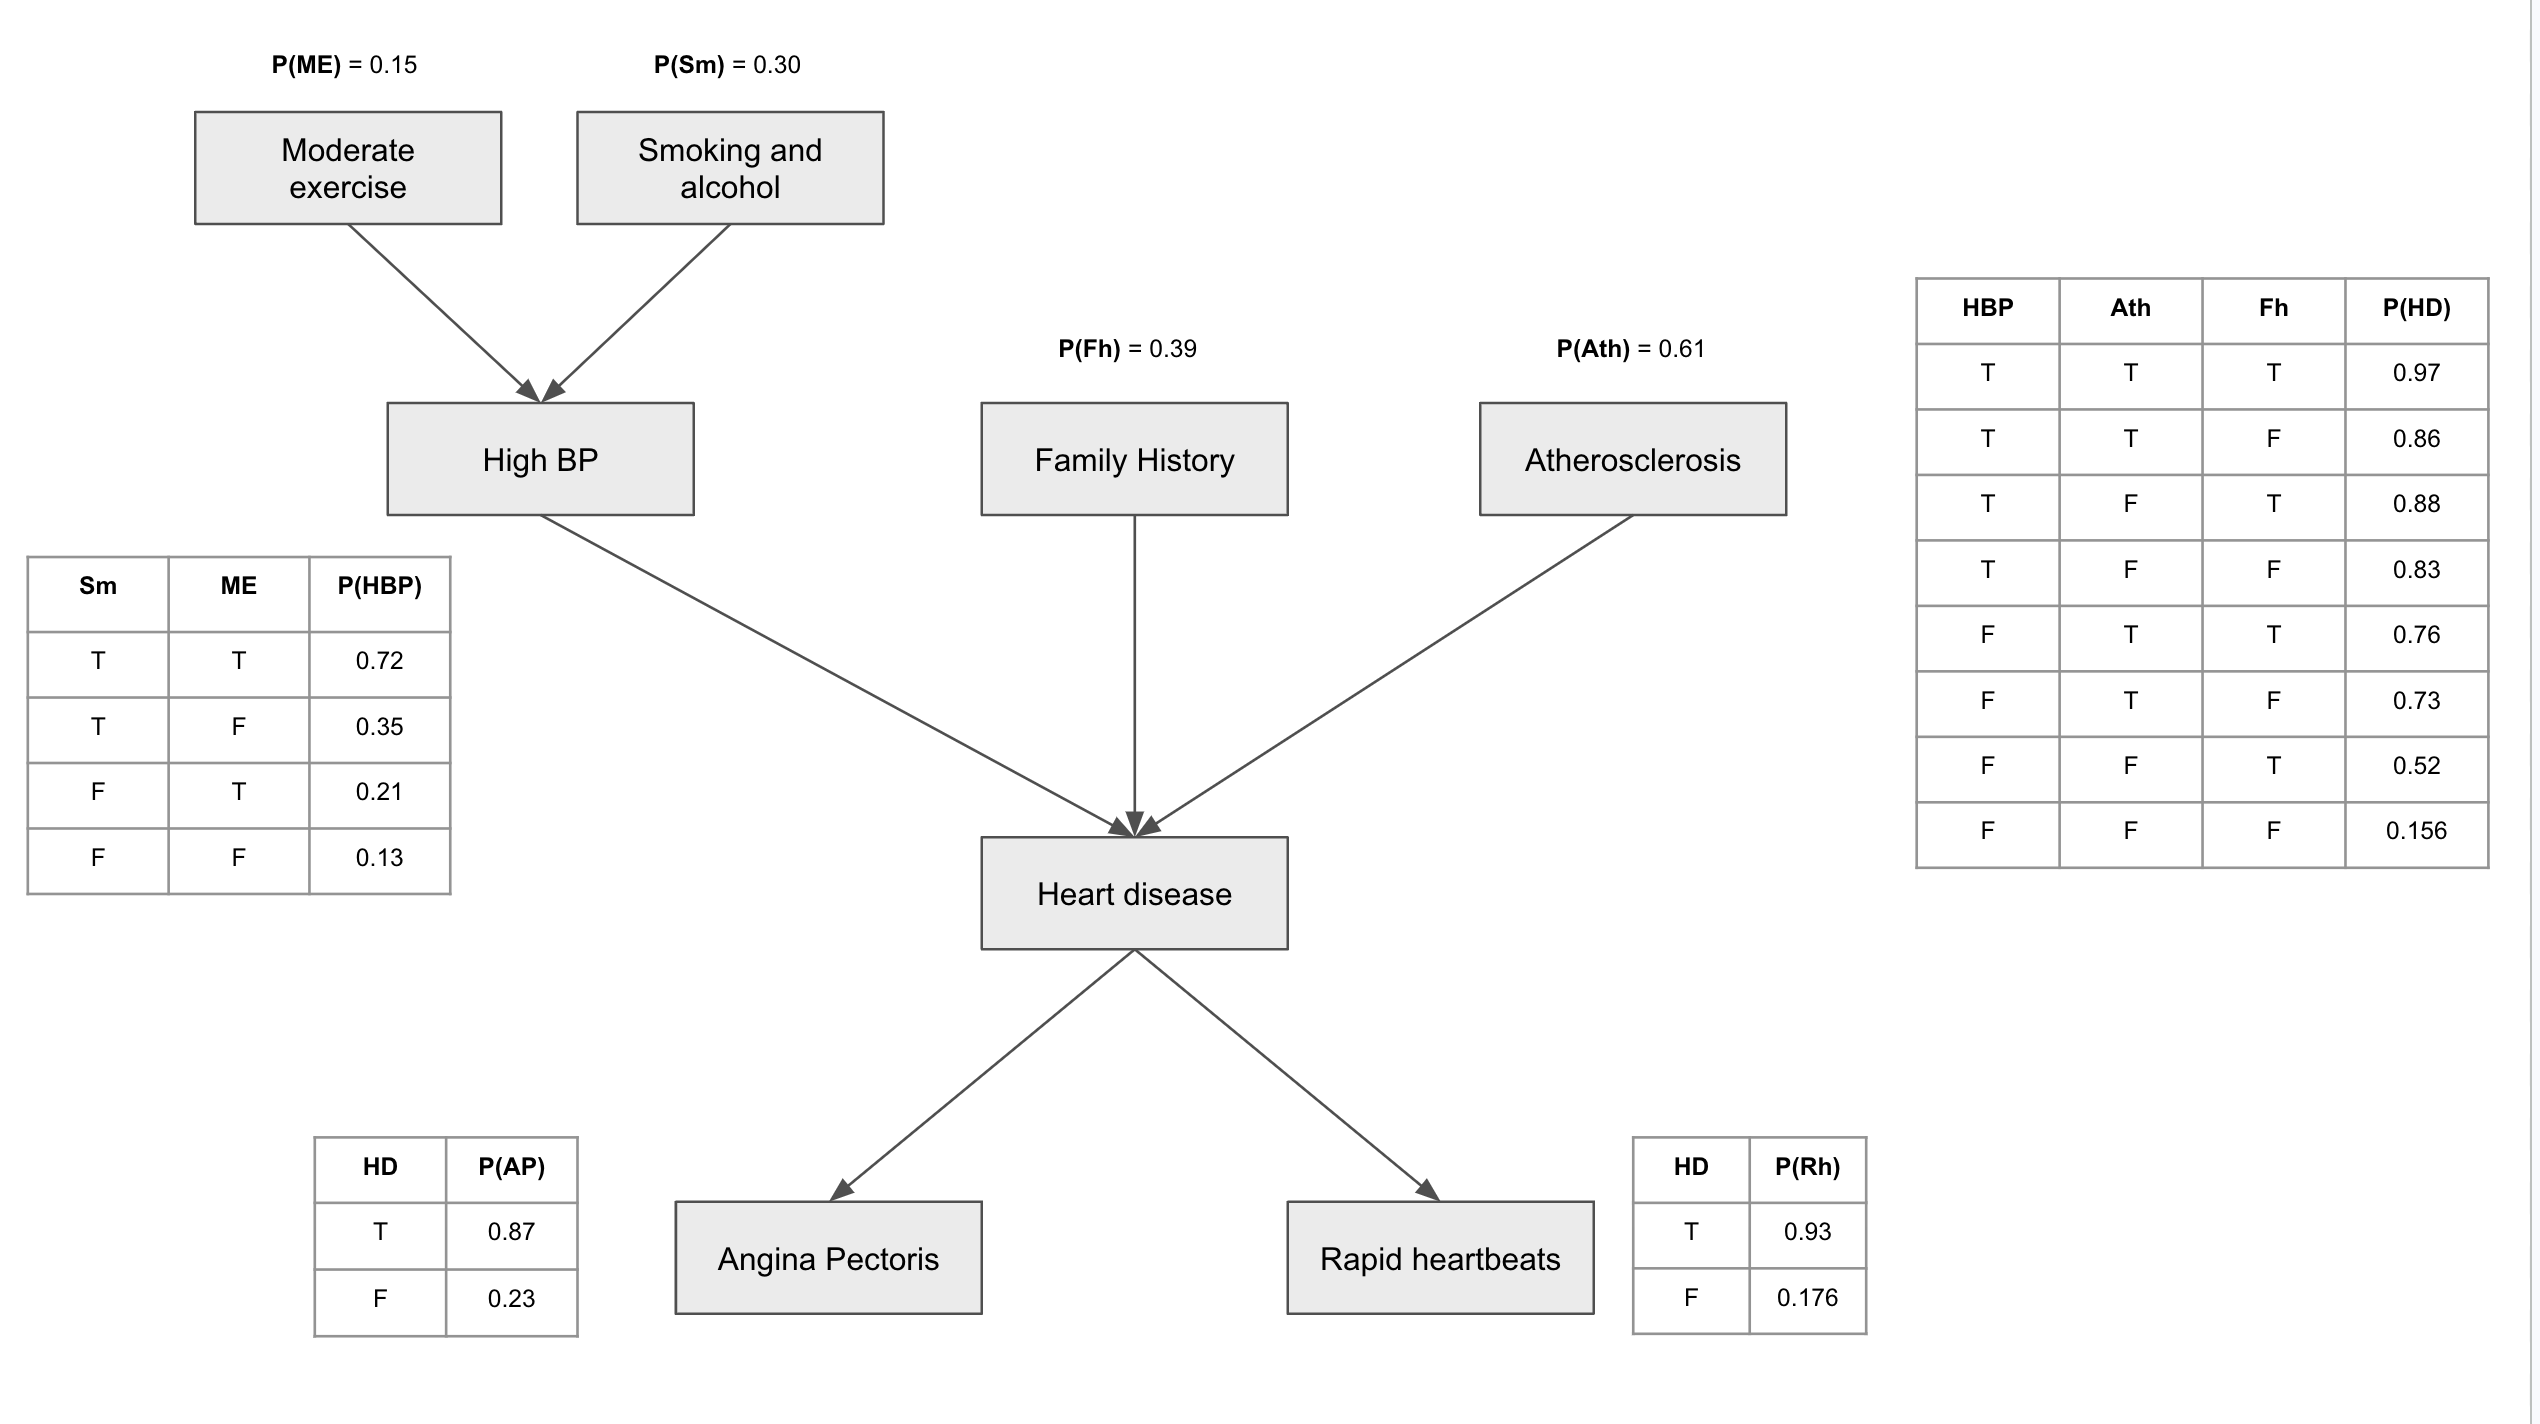 P(ME) = 0.15
P(Sm) = 0.30
Moderate
exercise
Smoking and
alcohol
P(Fh) = 0.39
P(Ath) = 0.61
High BP
Family History
Atherosclerosis
HBP Ath Fh P(HD)
T T T 0.97
T T F 0.86
T F T 0.88
T F F 0.83
F T T 0.76
F T F 0.73
F F T 0.52
F F F 0.156
Sm ME P(HBP)
T T 0.72
T F 0.35
F T 0.21
F F 0.13
Heart disease
HD P(AP)
T 0.87
F 0.23
Angina Pectoris
Rapid heartbeats
HD P(Rh)
T 0.93
F 0.176